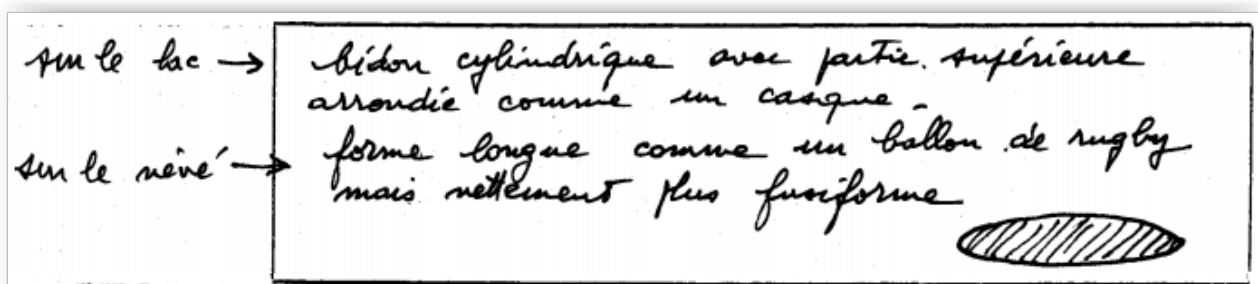 sur le lac → bidon cylindrique avec partie supérieure
arrondie comme un casque -
sur le névé → forme longue comme un ballon de rugby
mais nettement plus fusiforme